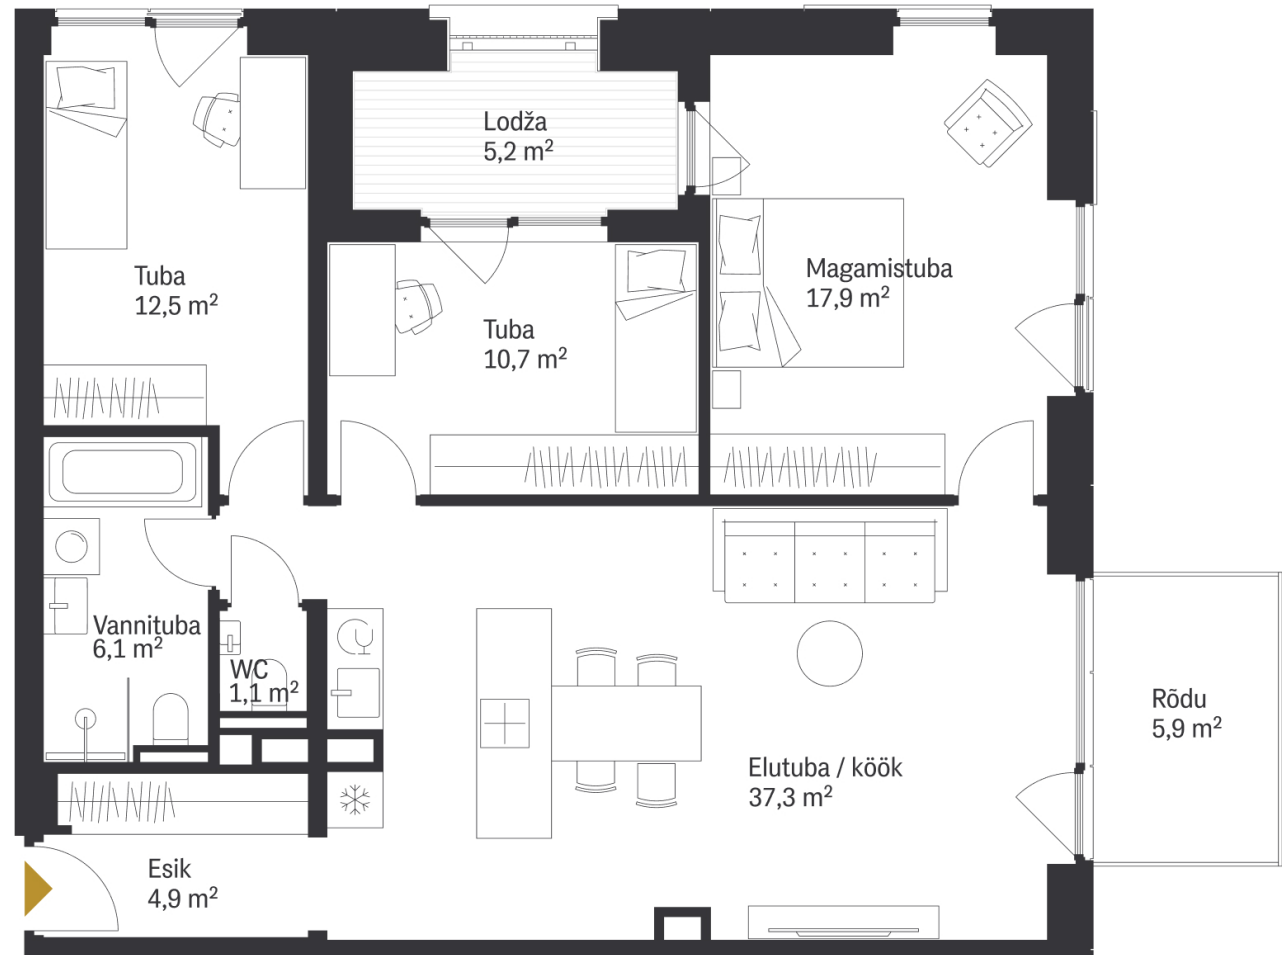 Lodža
5,2 m²
Tuba
12,5 m²
Magamistuba
17,9 m²
Tuba
10,7 m²
Vannituba
6,1 m²
WC
1,1 m²
Rõdu
5,9 m²
Elutuba / köök
37,3 m²
Esik
4,9 m²